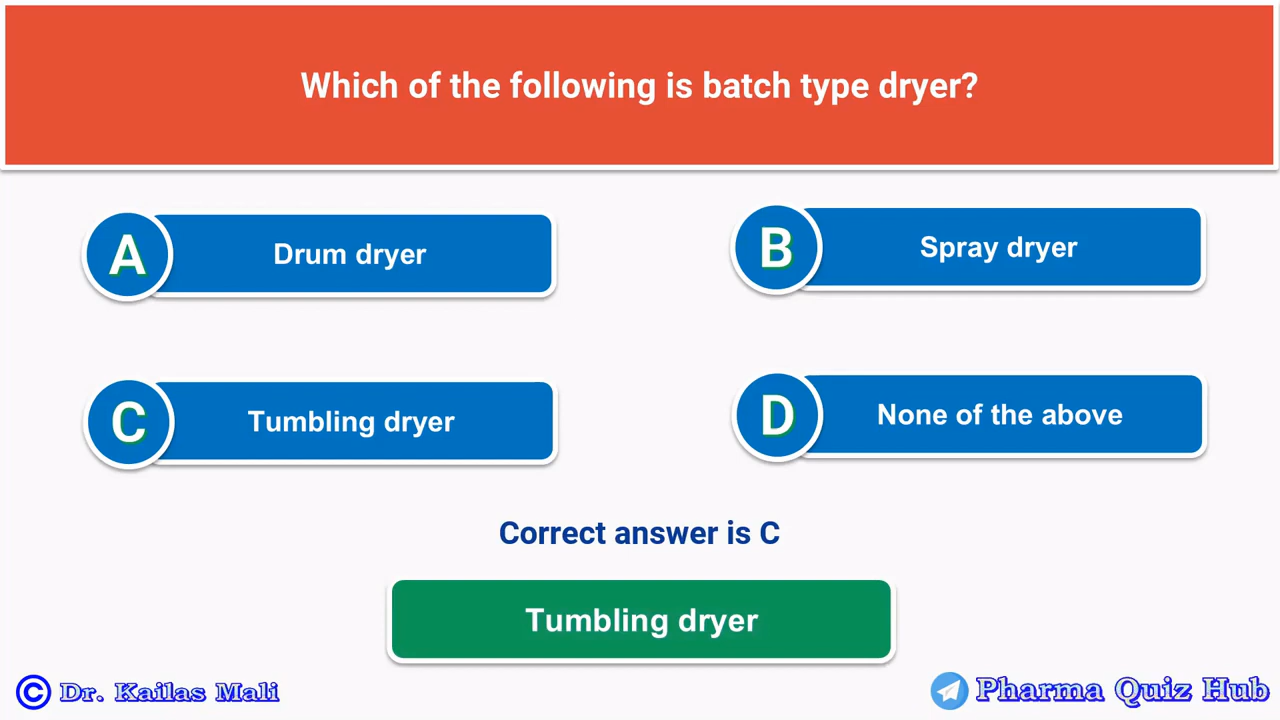 Which of the following is batch type dryer?
A Drum dryer
B Spray dryer
C Tumbling dryer
D None of the above
Correct answer is C
Tumbling dryer
© Dr. Kailas Mali
Pharma Quiz Hub